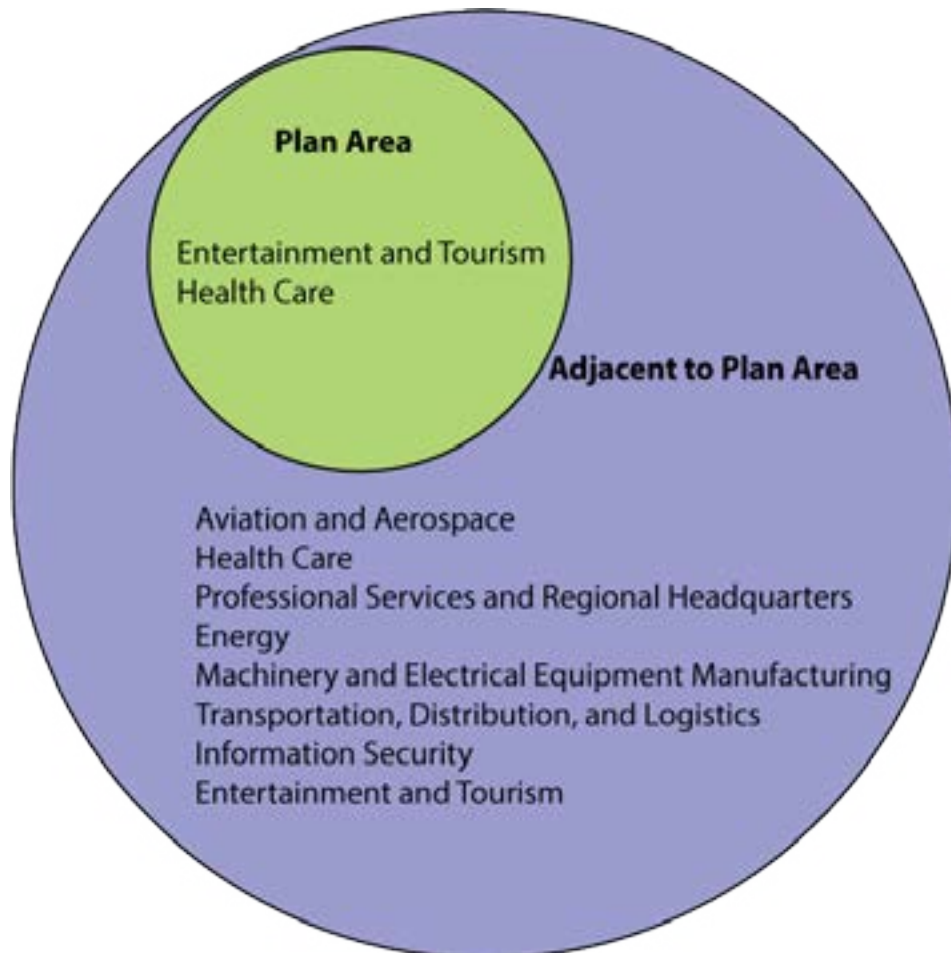 Plan Area
Entertainment and Tourism
Health Care
Adjacent to Plan Area
Aviation and Aerospace
Health Care
Professional Services and Regional Headquarters
Energy
Machinery and Electrical Equipment Manufacturing
Transportation, Distribution, and Logistics
Information Security
Entertainment and Tourism